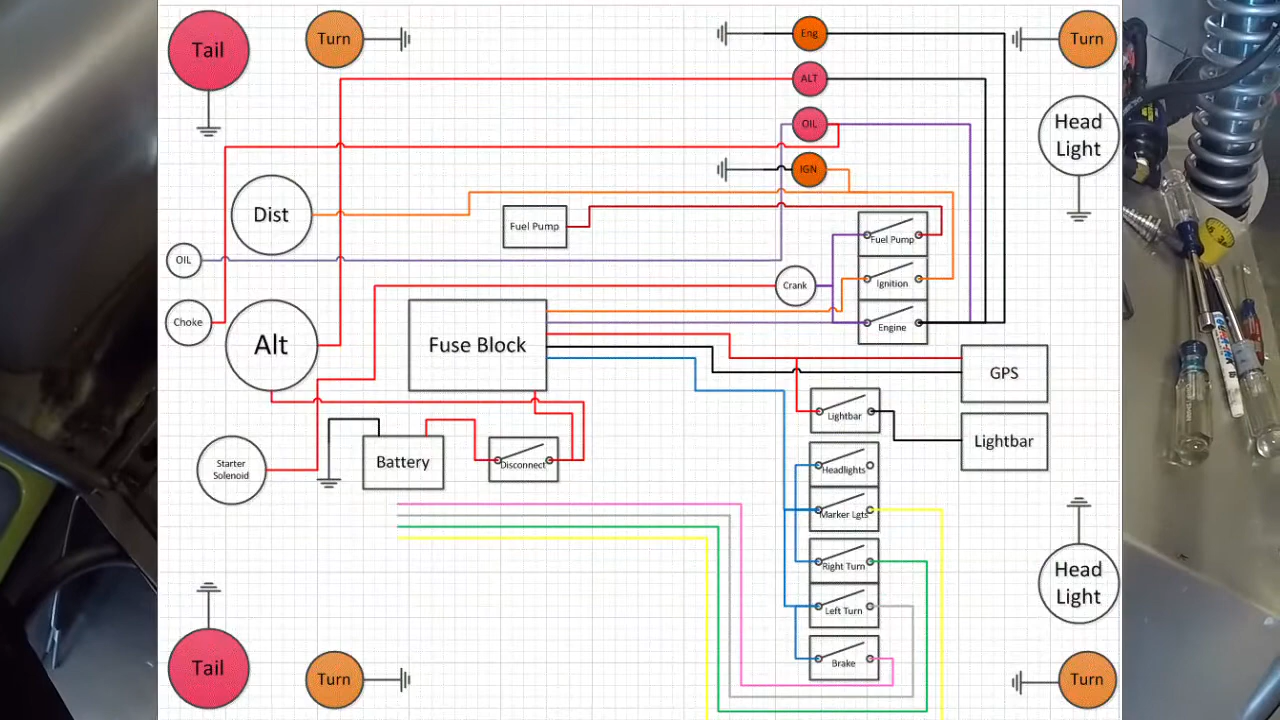 Tail
Turn
Eng
Turn
ALT
Head
Light
OIL
IGN
Dist
Fuel Pump
Fuel Pump
OIL
Crank
Ignition
Choke
Alt
Fuse Block
Engine
GPS
Lightbar
Lightbar
Battery
Disconnect
Starter
Solenoid
Headlights
Marker Lgts
Right Turn
Head
Light
Left Turn
Brake
Tail
Turn
Turn